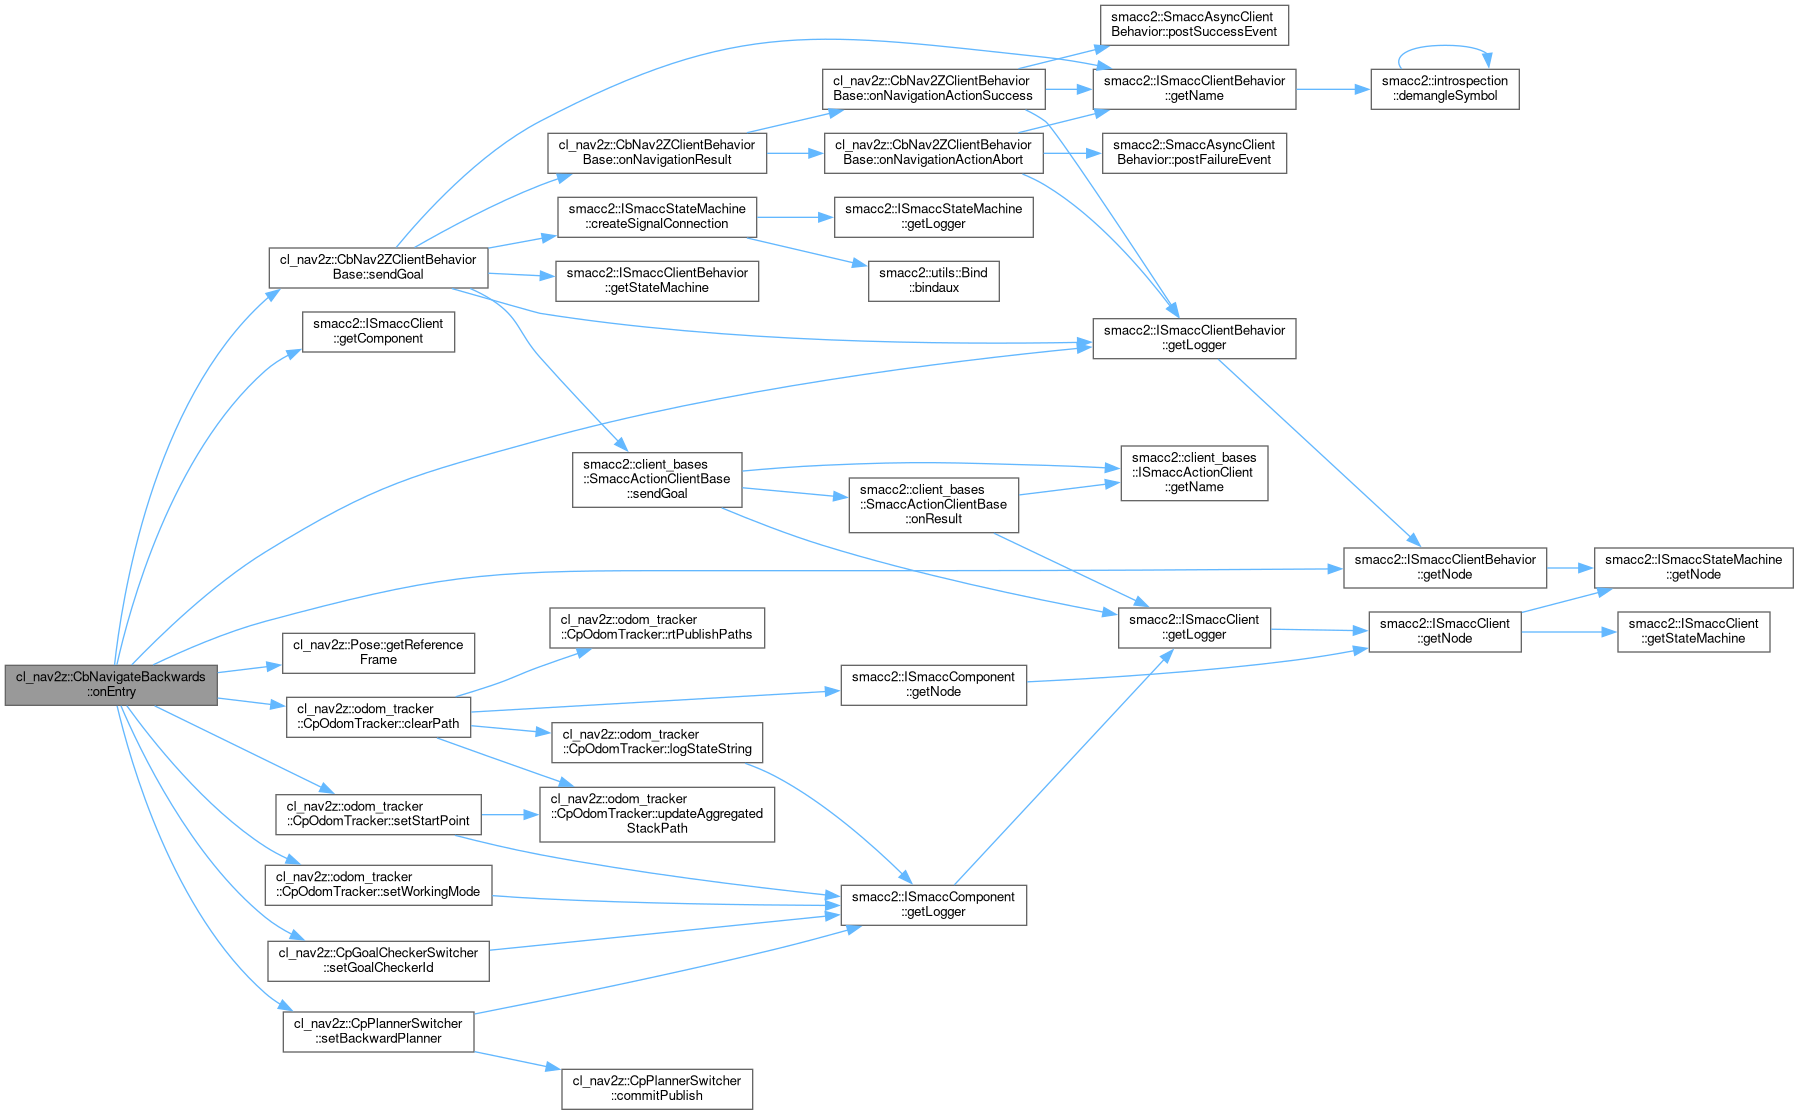 smacc2::SmaccAsyncClient
Behavior::postSuccessEvent
cl_nav2z::CbNav2ZClientBehavior
Base::onNavigationActionSuccess
smacc2::ISmaccClientBehavior
::getName
smacc2::introspection
::demangleSymbol
cl_nav2z::CbNav2ZClientBehavior
Base::onNavigationResult
cl_nav2z::CbNav2ZClientBehavior
Base::onNavigationActionAbort
smacc2::SmaccAsyncClient
Behavior::postFailureEvent
smacc2::ISmaccStateMachine
::createSignalConnection
smacc2::ISmaccStateMachine
::getLogger
cl_nav2z::CbNav2ZClientBehavior
Base::sendGoal
smacc2::ISmaccClientBehavior
::getStateMachine
smacc2::utils::Bind
::bindaux
smacc2::ISmaccClient
::getComponent
smacc2::ISmaccClientBehavior
::getLogger
smacc2::client_bases
::SmaccActionClientBase
::sendGoal
smacc2::client_bases
::SmaccActionClientBase
::onResult
smacc2::client_bases
::ISmaccActionClient
::getName
smacc2::ISmaccClientBehavior
::getNode
smacc2::ISmaccStateMachine
::getNode
cl_nav2z::odom_tracker
::CpOdomTracker::rtPublishPaths
smacc2::ISmaccClient
::getLogger
smacc2::ISmaccClient
::getNode
smacc2::ISmaccClient
::getStateMachine
cl_nav2z::CbNavigateBackwards
::onEntry
cl_nav2z::Pose::getReference
Frame
cl_nav2z::odom_tracker
::CpOdomTracker::clearPath
smacc2::ISmaccComponent
::getNode
cl_nav2z::odom_tracker
::CpOdomTracker::logStateString
cl_nav2z::odom_tracker
::CpOdomTracker::setStartPoint
cl_nav2z::odom_tracker
::CpOdomTracker::updateAggregated
StackPath
cl_nav2z::odom_tracker
::CpOdomTracker::setWorkingMode
smacc2::ISmaccComponent
::getLogger
cl_nav2z::CpGoalCheckerSwitcher
::setGoalCheckerId
cl_nav2z::CpPlannerSwitcher
::setBackwardPlanner
cl_nav2z::CpPlannerSwitcher
::commitPublish